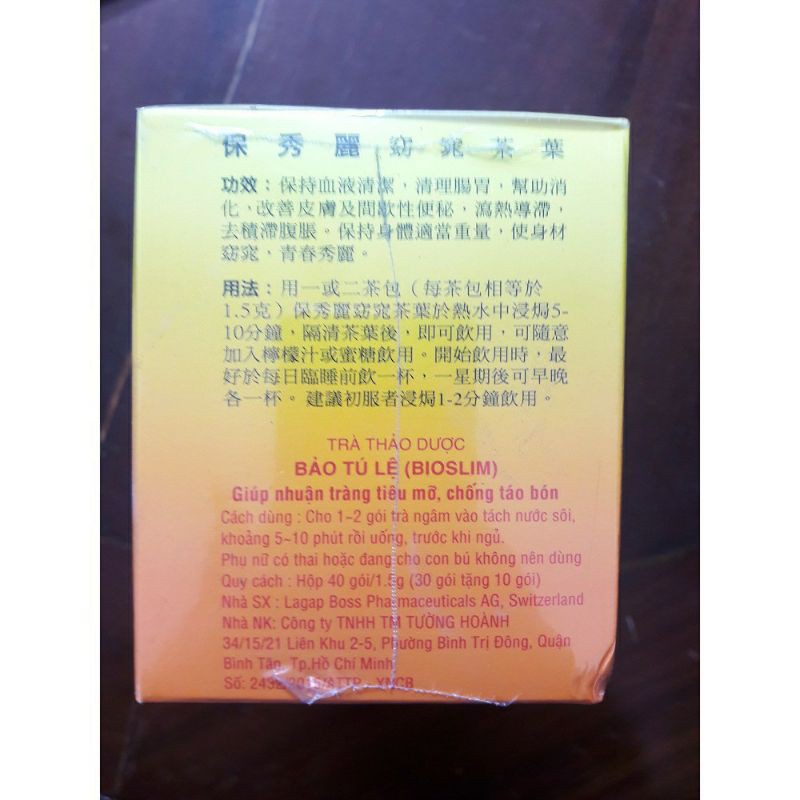 保秀麗窈窕茶葉
功效：保持血液清潔，清理腸胃，幫助消
化，改善皮膚及間歇性便秘，瀉熱導滯，
去積滯腹脹。保持身體適當重量，使身材
窈窕，青春秀麗。
用法：用一或二茶包（每茶包相等於
1.5克）保秀麗窈窕茶葉於熱水中浸焗5-
10分鐘，隔清茶葉後，即可飲用，可隨意
加入檸檬汁或蜜糖飲用。開始飲用時，最
好於每日臨睡前飲一杯，一星期後可早晚
各一杯。 建議初服者浸焗1-2分鐘飲用。
TRÀ THẢO DƯỢC
BẢO TÚ LỆ (BIOSLIM)
Giúp nhuận tràng tiêu mỡ, chống táo bón
Cách dùng : Cho 1~2 gói trà ngâm vào tách nước sôi,
khoảng 5~10 phút rồi uống, trước khi ngủ.
Phụ nữ có thai hoặc đang cho con bú không nên dùng
Quy cách : Hộp 40 gói/1.5g (30 gói tặng 10 gói)
Nhà SX : Lagap Boss Pharmaceuticals AG, Switzerland
Nhà NK: Công ty TNHH TM TƯỜNG HOÀNH
34/15/21 Liên Khu 2-5, Phường Bình Trị Đông, Quận
Bình Tân, Tp.Hồ Chí Minh
Số: 2432/2015/ATTP - XNCB